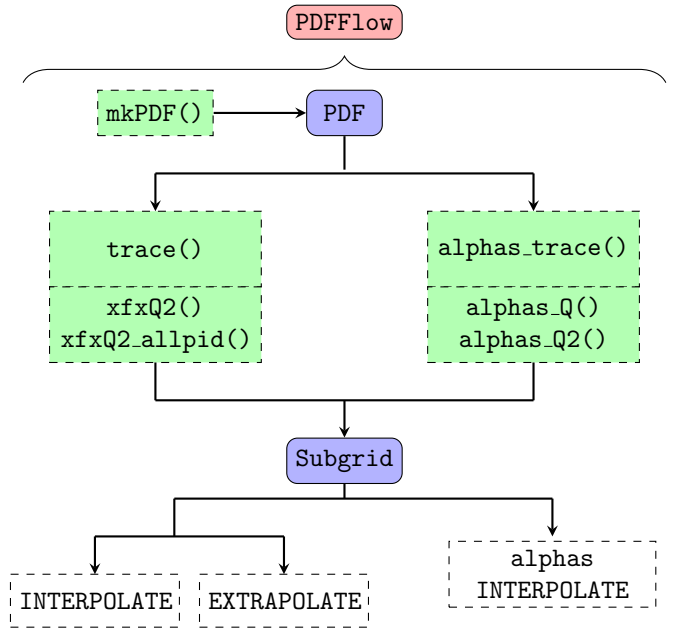 PDFFlow
mkPDF()
PDF
trace()
alphas_trace()
xfxQ2()
xfxQ2_allpid()
alphas_Q()
alphas_Q2()
Subgrid
INTERPOLATE
EXTRAPOLATE
alphas
INTERPOLATE